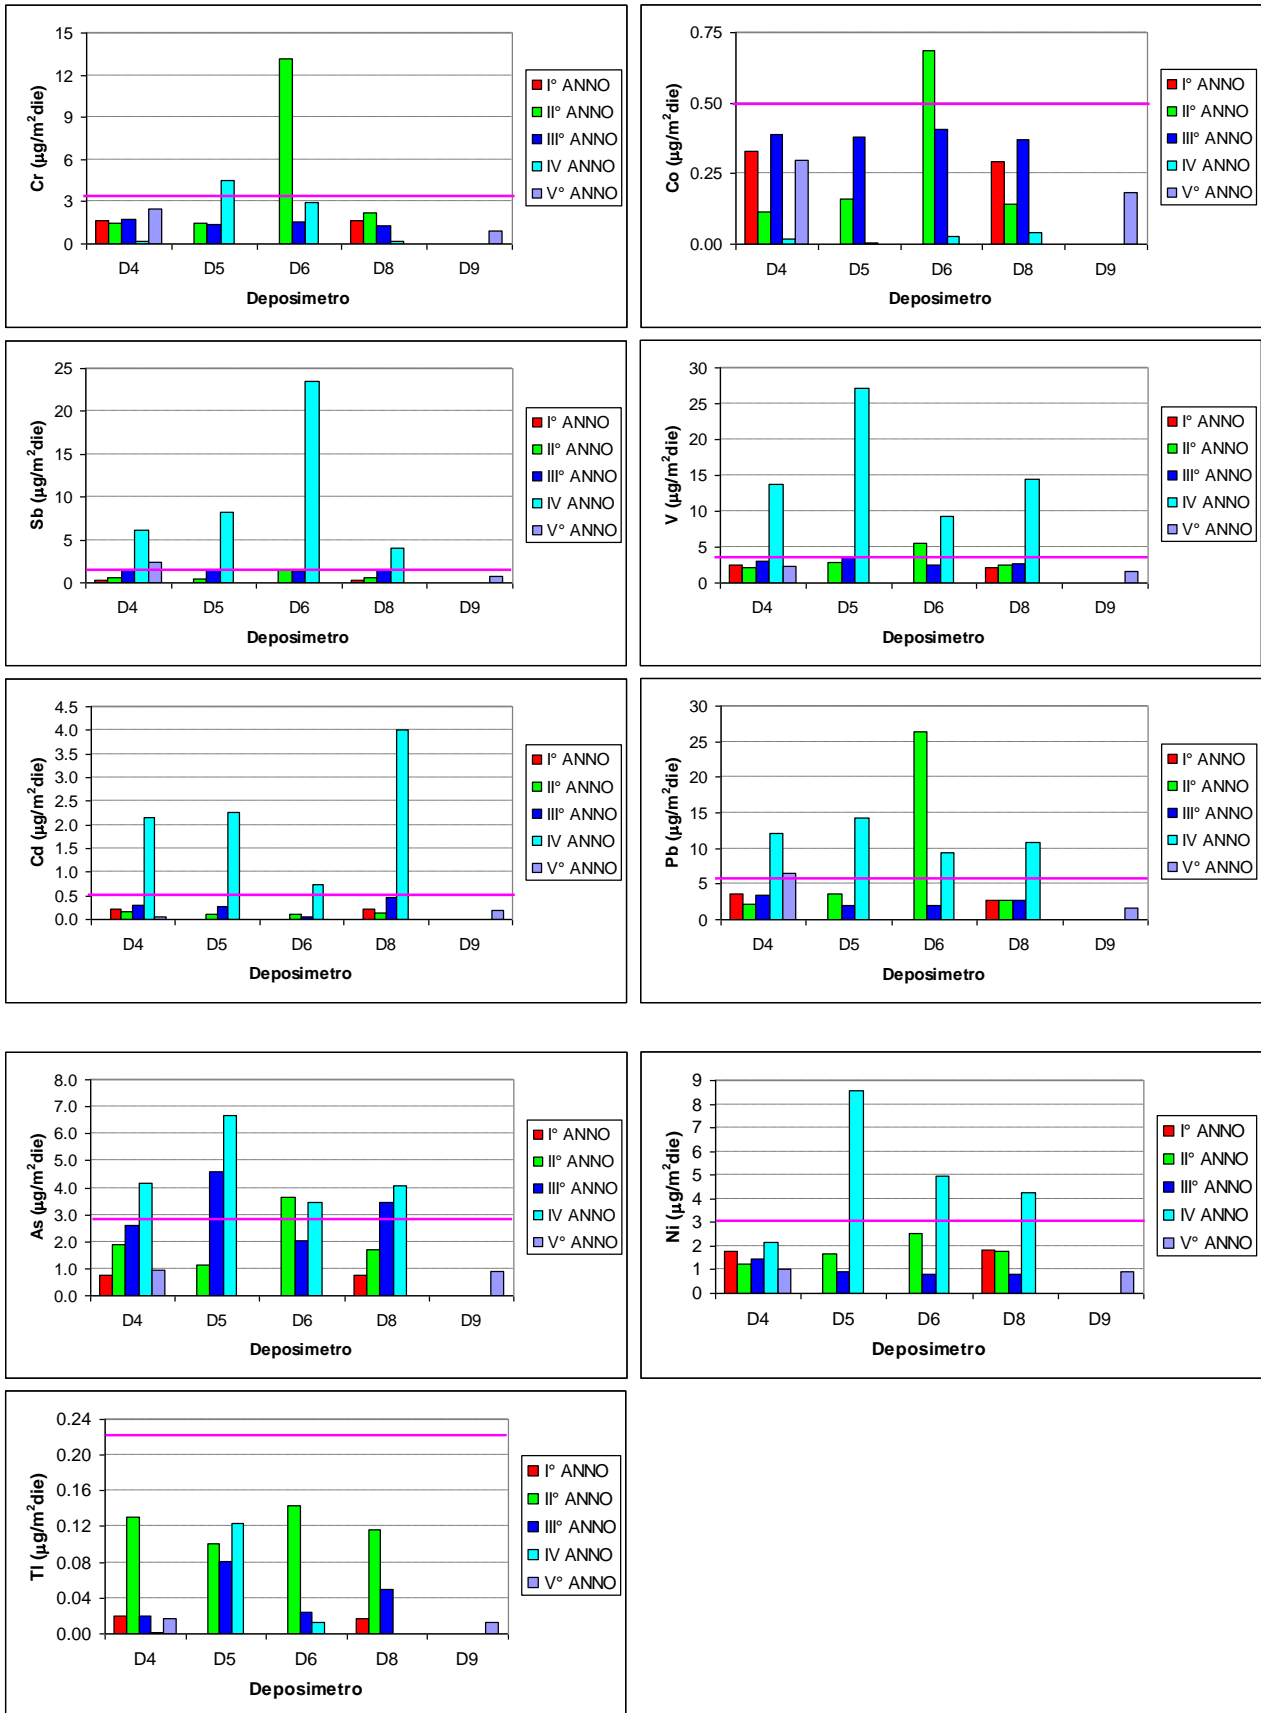 Cr (µg/m²die)
15
12
9
6
3
0
D4 D5 D6 D8 D9
Deposimetro
I° ANNO
II° ANNO
III° ANNO
IV ANNO
V° ANNO
Co (µg/m²die)
0.75
0.50
0.25
0.00
D4 D5 D6 D8 D9
Deposimetro
I° ANNO
II° ANNO
III° ANNO
IV ANNO
V° ANNO
Sb (µg/m²die)
25
20
15
10
5
0
D4 D5 D6 D8 D9
Deposimetro
I° ANNO
II° ANNO
III° ANNO
IV ANNO
V° ANNO
V (µg/m²die)
30
25
20
15
10
5
0
D4 D5 D6 D8 D9
Deposimetro
I° ANNO
II° ANNO
III° ANNO
IV ANNO
V° ANNO
Cd (µg/m²die)
4.5
4.0
3.5
3.0
2.5
2.0
1.5
1.0
0.5
0.0
D4 D5 D6 D8 D9
Deposimetro
I° ANNO
II° ANNO
III° ANNO
IV ANNO
V° ANNO
Pb (µg/m²die)
30
25
20
15
10
5
0
D4 D5 D6 D8 D9
Deposimetro
I° ANNO
II° ANNO
III° ANNO
IV ANNO
V° ANNO
As (µg/m²die)
8.0
7.0
6.0
5.0
4.0
3.0
2.0
1.0
0.0
D4 D5 D6 D8 D9
Deposimetro
I° ANNO
II° ANNO
III° ANNO
IV ANNO
V° ANNO
Ni (µg/m²die)
9
8
7
6
5
4
3
2
1
0
D4 D5 D6 D8 D9
Deposimetro
I° ANNO
II° ANNO
III° ANNO
IV ANNO
V° ANNO
Tl (µg/m²die)
0.24
0.20
0.16
0.12
0.08
0.04
0.00
D4 D5 D6 D8 D9
Deposimetro
I° ANNO
II° ANNO
III° ANNO
IV ANNO
V° ANNO